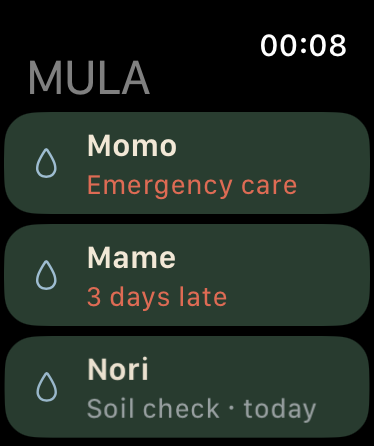 00:08
MULA
Momo
Emergency care
Mame
3 days late
Nori
Soil check · today